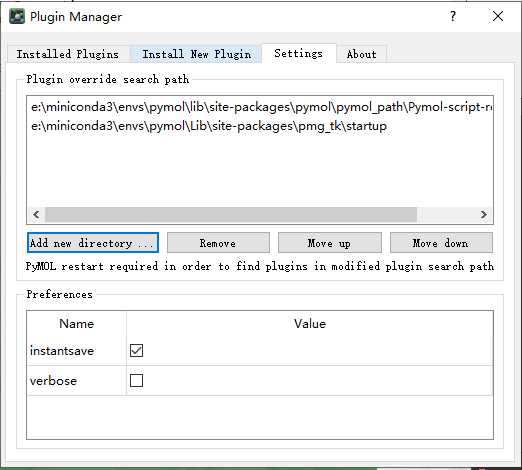 Plugin Manager
?
Installed Plugins Install New Plugin Settings About
Plugin override search path
e:\miniconda3\envs\pymol\lib\site-packages\pymol\pymol_path\Pymol-script-re
e:\miniconda3\envs\pymol\Lib\site-packages\pmg_tk\startup
Add new directory ... Remove Move up Move down
PyMOL restart required in order to find plugins in modified plugin search path
Preferences
Name Value
instantsave
verbose